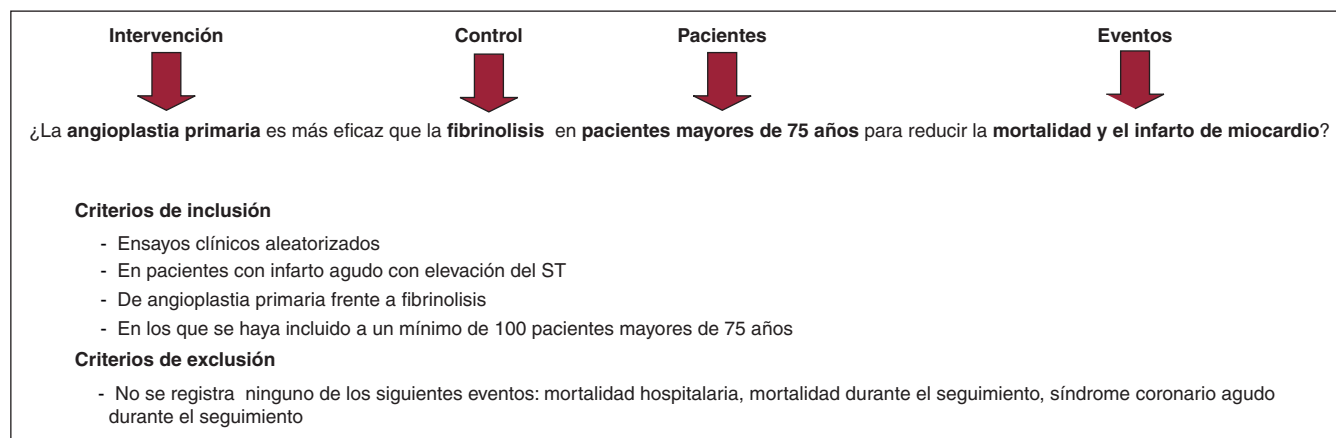 Intervención Control Pacientes Eventos
¿La angioplastia primaria es más eficaz que la fibrinolisis en pacientes mayores de 75 años para reducir la mortalidad y el infarto de miocardio?
Criterios de inclusión
- Ensayos clínicos aleatorizados
- En pacientes con infarto agudo con elevación del ST
- De angioplastia primaria frente a fibrinolisis
- En los que se haya incluido a un mínimo de 100 pacientes mayores de 75 años
Criterios de exclusión
- No se registra ninguno de los siguientes eventos: mortalidad hospitalaria, mortalidad durante el seguimiento, síndrome coronario agudo
durante el seguimiento